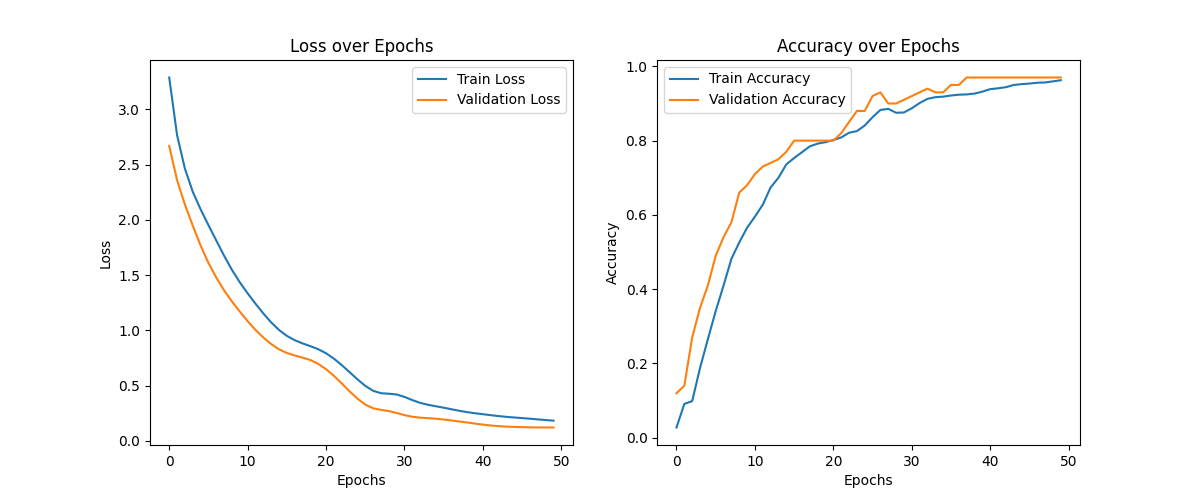 Loss over Epochs
Train Loss
Validation Loss
Loss
3.0
2.5
2.0
1.5
1.0
0.5
0.0
0 10 20 30 40 50
Epochs
Accuracy over Epochs
Train Accuracy
Validation Accuracy
Accuracy
1.0
0.8
0.6
0.4
0.2
0.0
0 10 20 30 40 50
Epochs